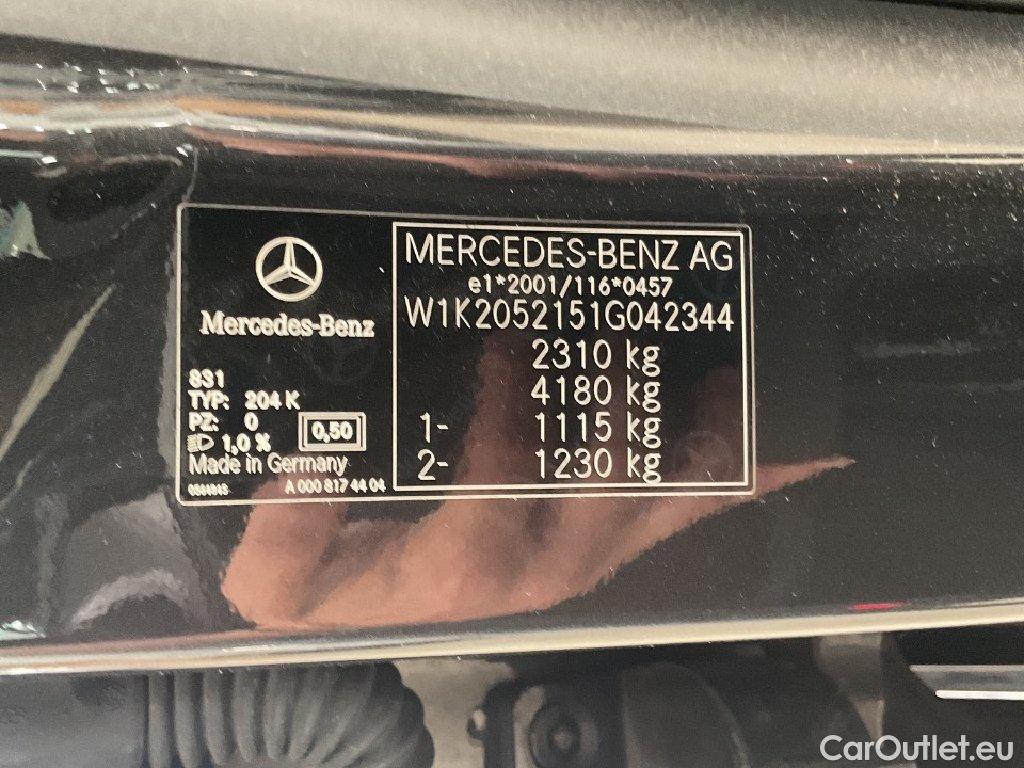 Mercedes-Benz
831
TYP: 204 K
PZ: 0
1,0 %
0,50
Made in Germany
A 000 817 44 04
MERCEDES-BENZ AG
e1*2001/116*0457
W1K2052151G042344
2310 kg
4180 kg
1- 1115 kg
2- 1230 kg
CarOutlet.eu